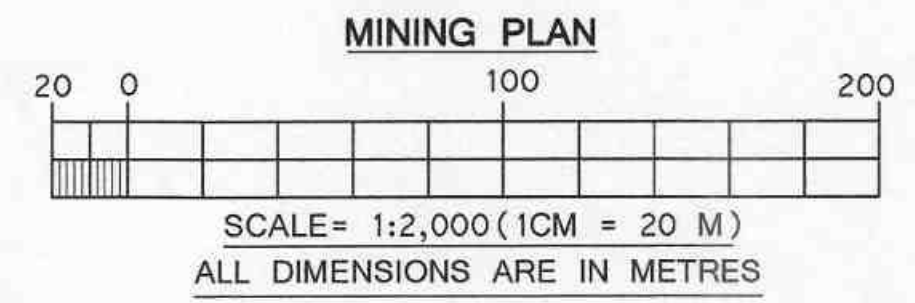 MINING PLAN
20 0 100 200
SCALE= 1:2,000(1CM = 20 M)
ALL DIMENSIONS ARE IN METRES